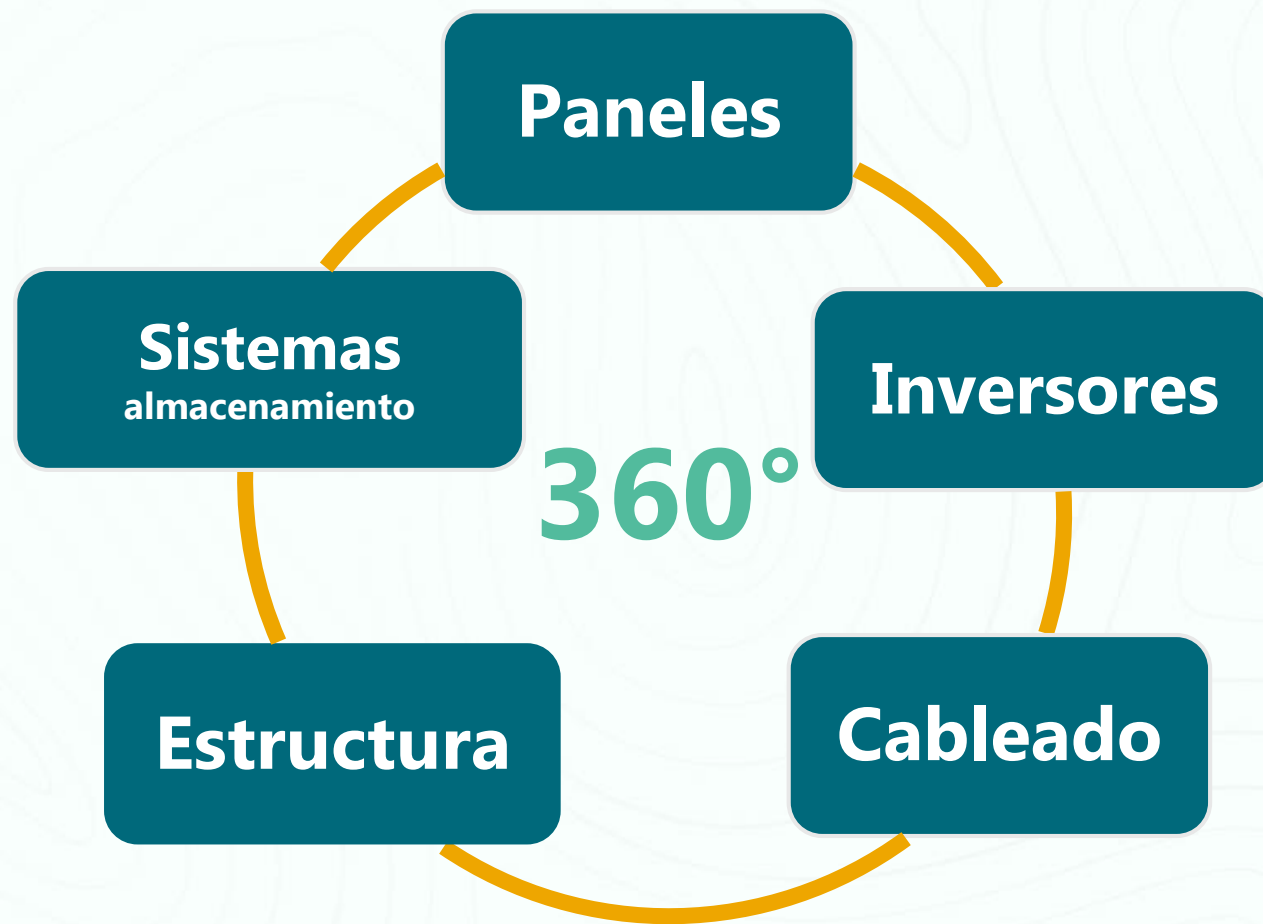 Paneles
Sistemas
almacenamiento
Inversores
360°
Estructura
Cableado